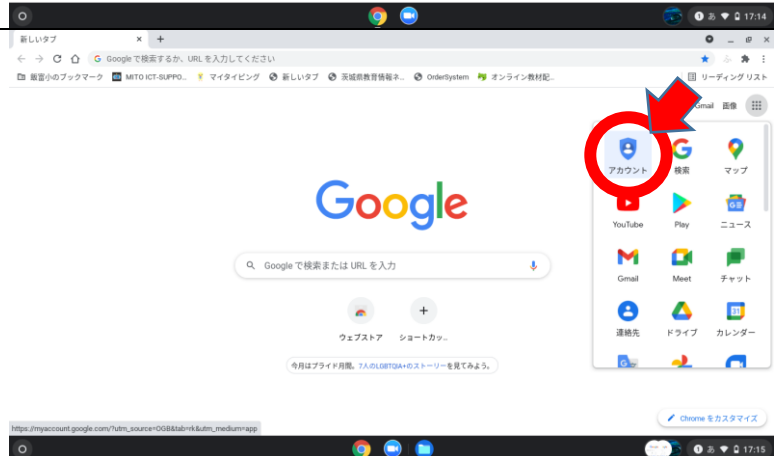 1 あ 17:14
新しいタブ × +
G Google で検索するか、URL を入力してください
飯富小のブックマーク MITO ICT-SUPPO... マイタイピング 新しいタブ 茨城県教育情報ネ... OrderSystem オンライン教材配... リーディング リスト
Gmail 画像
アカウント 検索 マップ
YouTube Play ニュース
Gmail Meet チャット
31
連絡先 ドライブ カレンダー
Google
Google で検索または URL を入力
ウェブストア ショートカッ...
今月はプライド月間。7人のLGBTQIA+のストーリーを見てみよう。
Chrome をカスタマイズ
https://myaccount.google.com/?utm_source=OGB&tab=rk&utm_medium=app
1 あ 17:15